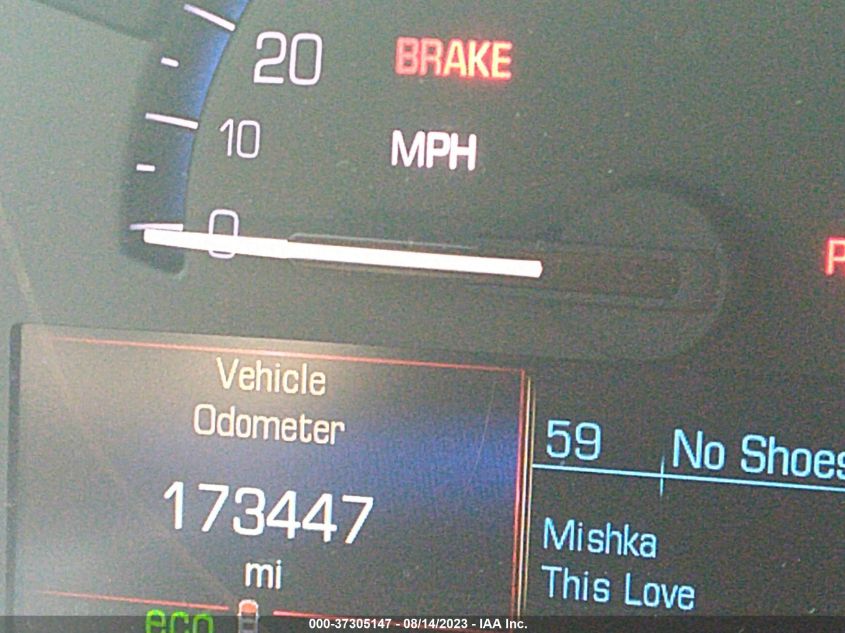 20
BRAKE
10
MPH
0
P
Vehicle
Odometer
173447
mi
eco
59
No Shoes
Mishka
This Love
000-37305147 - 08/14/2023 - IAA Inc.